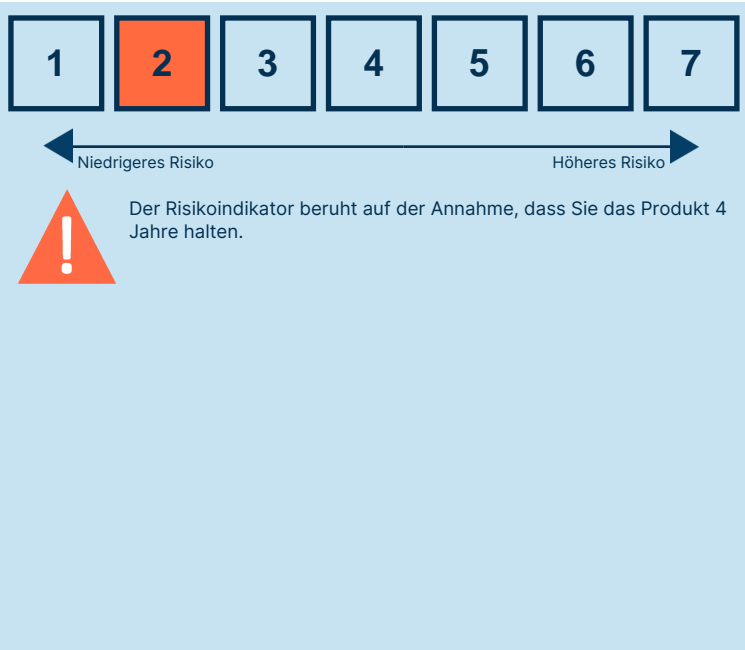 1 2 3 4 5 6 7
Niedrigeres Risiko Höheres Risiko
Der Risikoindikator beruht auf der Annahme, dass Sie das Produkt 4
Jahre halten.